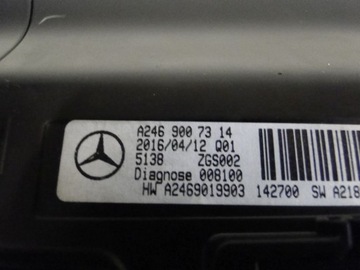 A246 900 73 14
2016/04/12 Q01
5138 ZGS002
Diagnose 008100
HW A2469019903 142700 SW A218